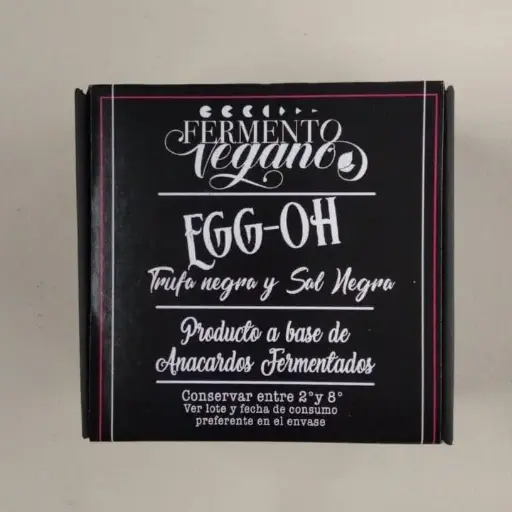 FERMENTO
Vegano
EGG-OH
Trufa negra y Sal Negra
Producto a base de
Anacardos Fermentados
Conservar entre 2° y 8°
Ver lote y fecha de consumo
preferente en el envase